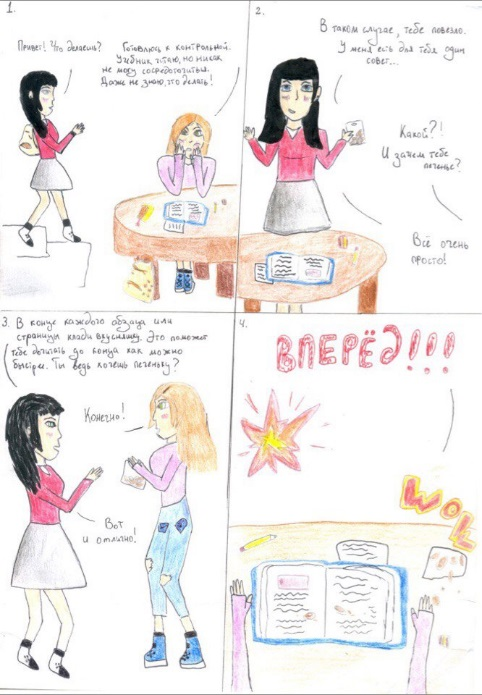 1.
Привет! Что делаешь?
Готовлюсь к контрольной.
Учебник читаю, но никак
не могу сосредоточиться.
Даже не знаю, что делать!
2.
В таком случае, тебе повезло.
У меня есть для тебя один
совет...
Какой?!
И зачем тебе
печенье?
Всё очень
просто!
3. В конце каждого абзаца или
страницы клади вкусняшку. Это поможет
тебе дочитать до конца как можно
быстрее. Ты ведь хочешь печеньку?
Конечно!
Вот
и отлично!
4.
ВПЕРЁД!!!